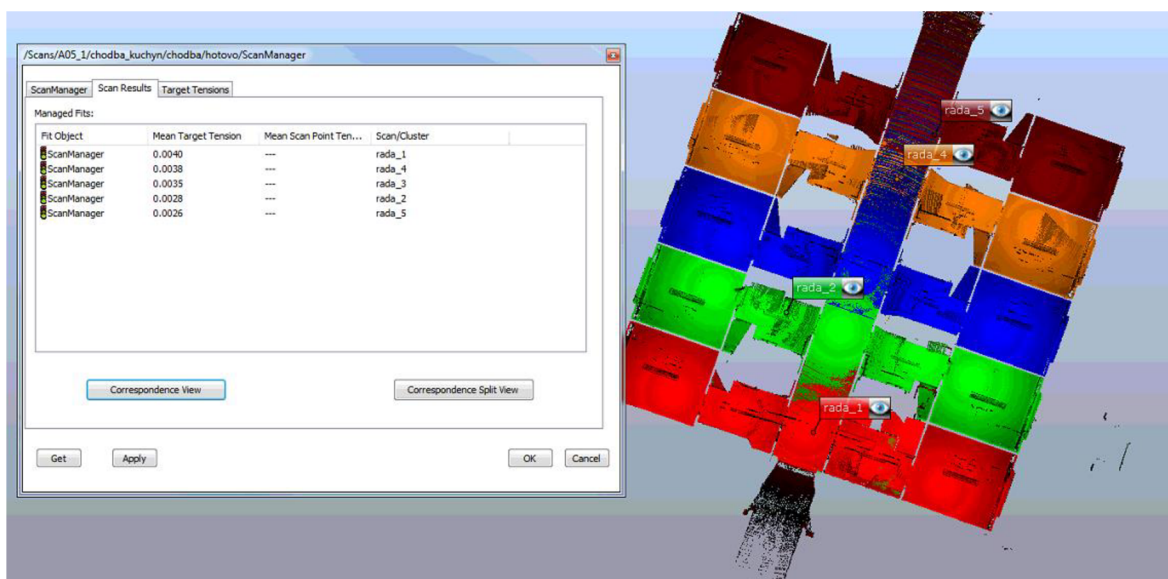 /Scans/A05_1/chodba_kuchyn/chodba/hotovo/ScanManager
ScanManager Scan Results Target Tensions
Managed Fits:
Fit Object Mean Target Tension Mean Scan Point Ten... Scan/Cluster
ScanManager 0.0040 --- rada_1
ScanManager 0.0038 --- rada_4
ScanManager 0.0035 --- rada_3
ScanManager 0.0028 --- rada_2
ScanManager 0.0026 --- rada_5
Correspondence View Correspondence Split View
Get Apply OK Cancel
rada_5
rada_4
rada_2
rada_1